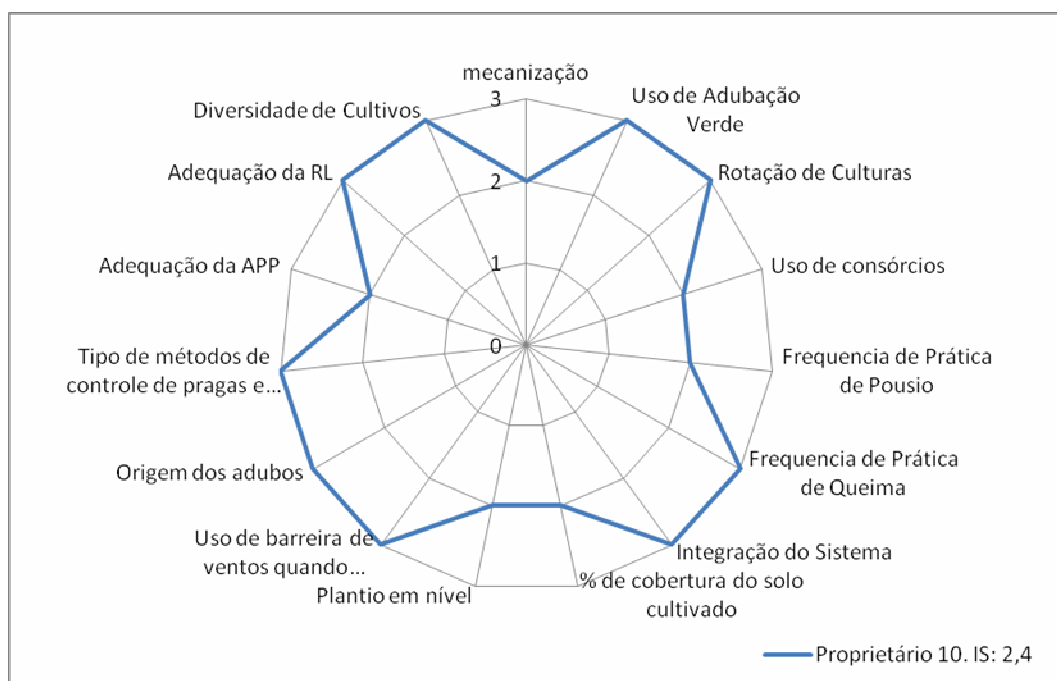 mecanização
Uso de Adubação
Verde
Rotação de Culturas
Uso de consórcios
Frequencia de Prática
de Pousio
Frequencia de Prática
de Queima
Integração do Sistema
% de cobertura do solo
cultivado
Plantio em nível
Uso de barreira de
ventos quando...
Origem dos adubos
Tipo de métodos de
controle de pragas e...
Adequação da APP
Adequação da RL
Diversidade de Cultivos
3
2
1
0
Proprietário 10. IS: 2,4